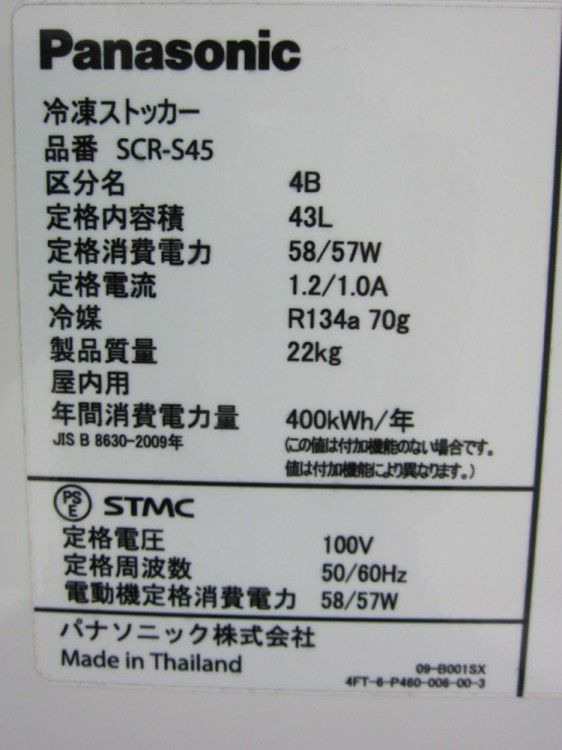 Panasonic
冷凍ストッカー
品番 SCR-S45
区分名 4B
定格内容積 43L
定格消費電力 58/57W
定格電流 1.2/1.0A
冷媒 R134a 70g
製品質量 22kg
屋内用
年間消費電力量 400kWh/年
JIS B 8630-2009年 (この値は付加機能のない場合です。
値は付加機能により異なります。)
PS E STMC
定格電圧 100V
定格周波数 50/60Hz
電動機定格消費電力 58/57W
パナソニック株式会社
Made in Thailand 09-B001SX
4FT-6-P460-006-00-3